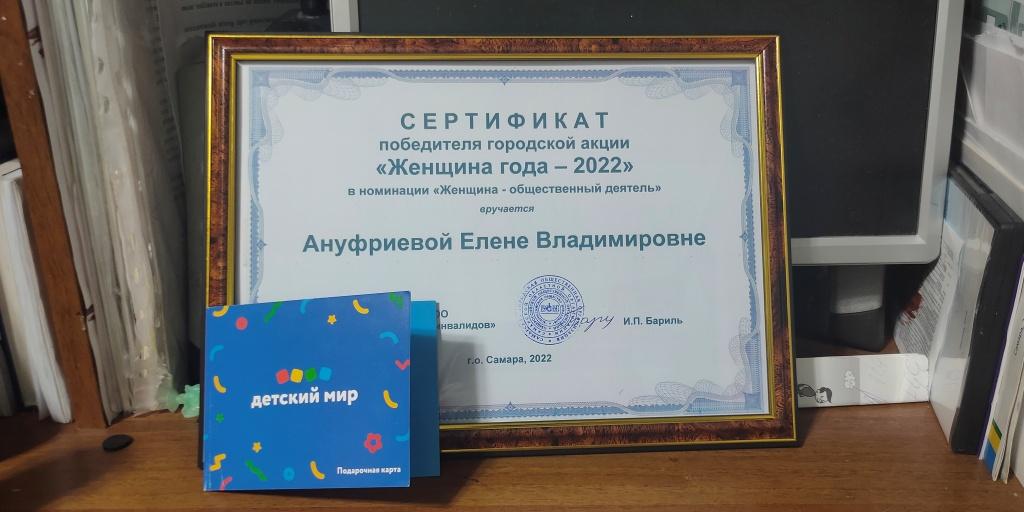 СЕРТИФИКАТ
победителя городской акции
«Женщина года – 2022»
в номинации «Женщина - общественный деятель»
вручается
Ануфриевой Елене Владимировне
И.П. Бариль
г.о. Самара, 2022
детский мир
Подарочная карта